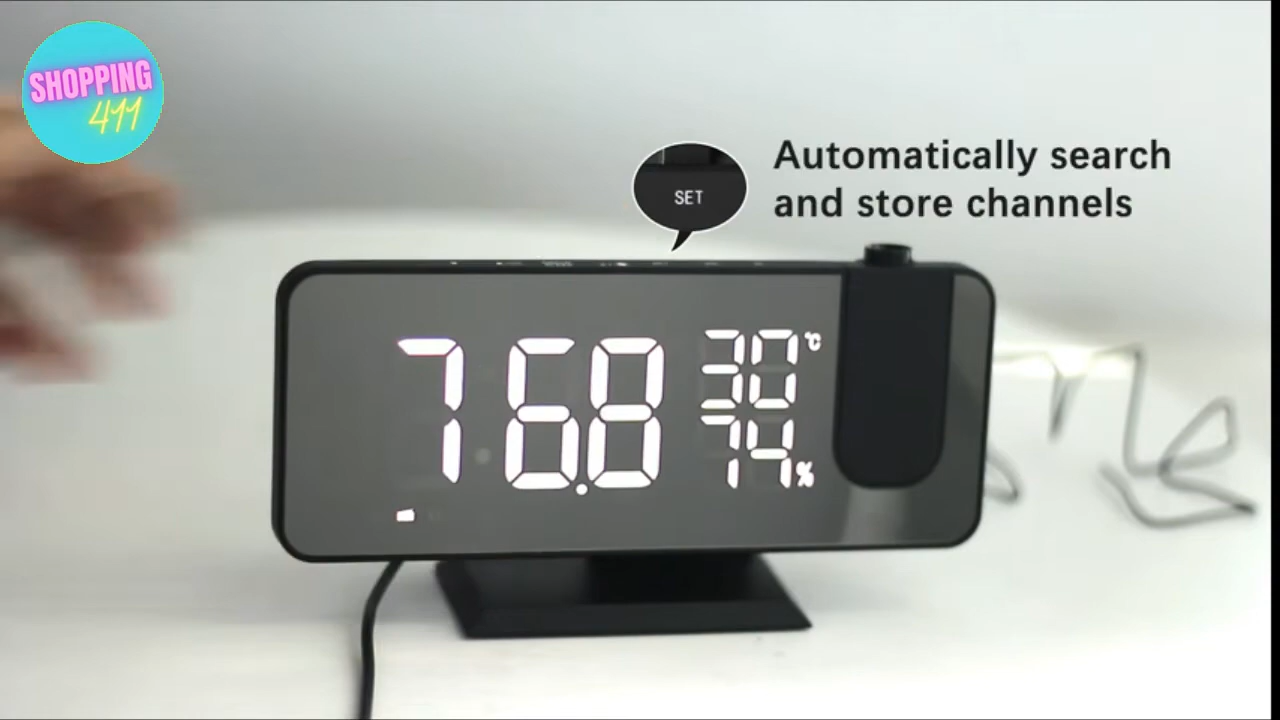 SHOPPING
411
SET
Automatically search
and store channels
76.8
30 °C
74 %